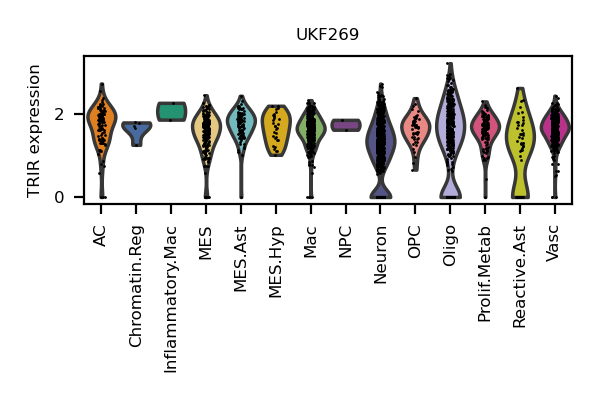 UKF269
TRIR expression
2
0
AC
Chromatin.Reg
Inflammatory.Mac
MES
MES.Ast
MES.Hyp
Mac
NPC
Neuron
OPC
Oligo
Prolif.Metab
Reactive.Ast
Vasc